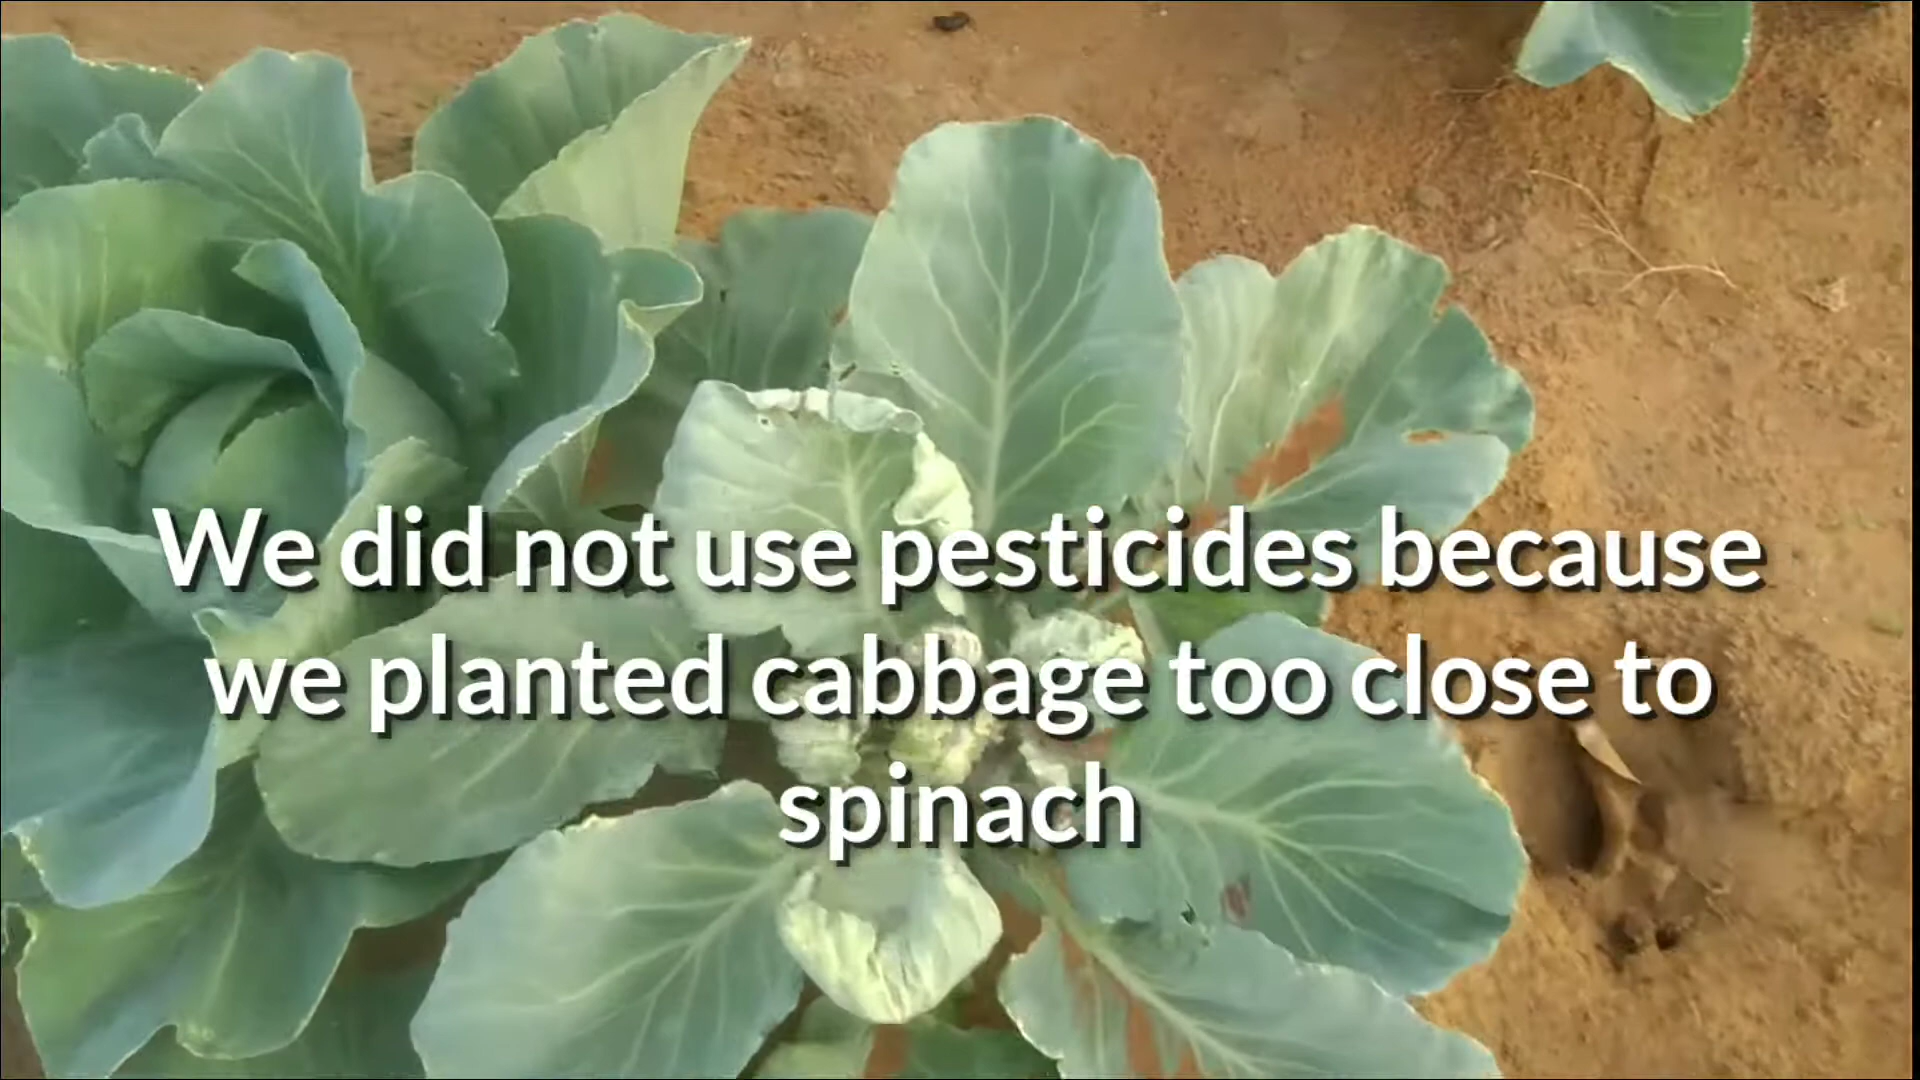 We did not use pesticides because
we planted cabbage too close to
spinach